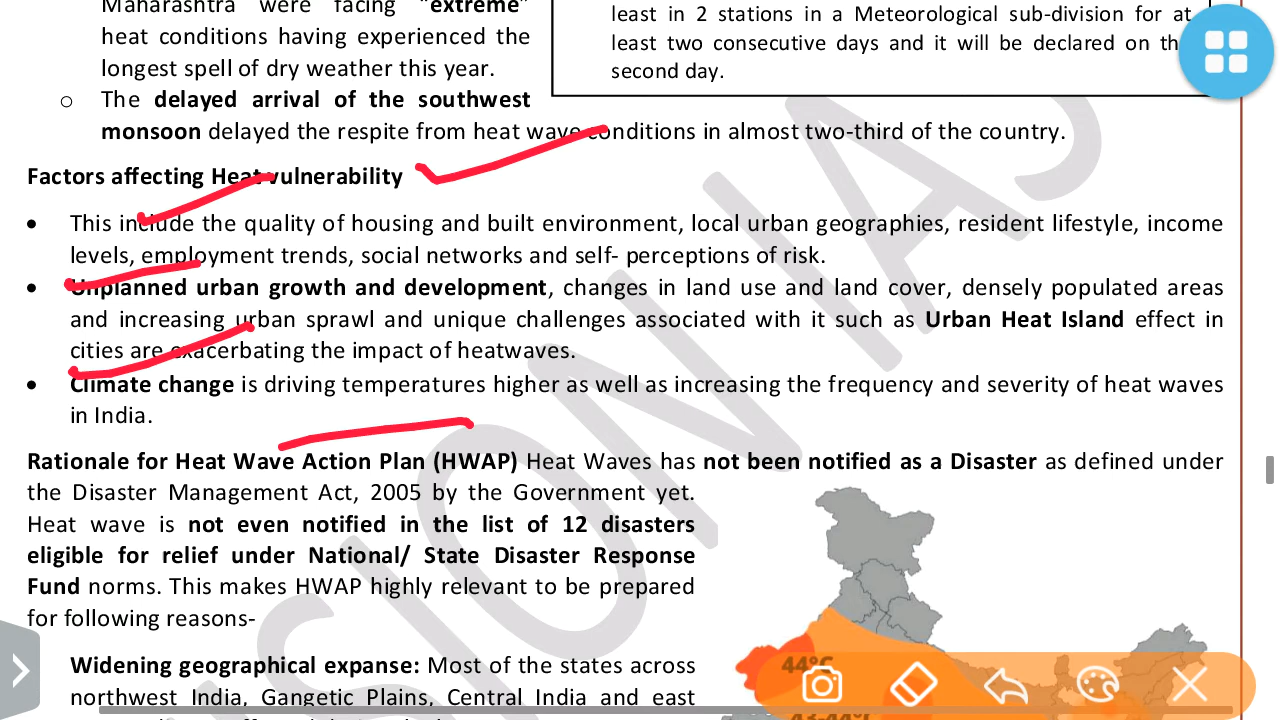 Maharashtra were facing "extreme"
heat conditions having experienced the
longest spell of dry weather this year.
o The delayed arrival of the southwest
monsoon delayed the respite from heat wave conditions in almost two-third of the country.
least in 2 stations in a Meteorological sub-division for at
least two consecutive days and it will be declared on the
second day.
Factors affecting Heat vulnerability
• This include the quality of housing and built environment, local urban geographies, resident lifestyle, income
levels, employment trends, social networks and self- perceptions of risk.
• Unplanned urban growth and development, changes in land use and land cover, densely populated areas
and increasing urban sprawl and unique challenges associated with it such as Urban Heat Island effect in
cities are exacerbating the impact of heatwaves.
• Climate change is driving temperatures higher as well as increasing the frequency and severity of heat waves
in India.
Rationale for Heat Wave Action Plan (HWAP) Heat Waves has not been notified as a Disaster as defined under
the Disaster Management Act, 2005 by the Government yet.
Heat wave is not even notified in the list of 12 disasters
eligible for relief under National/ State Disaster Response
Fund norms. This makes HWAP highly relevant to be prepared
for following reasons-
Widening geographical expanse: Most of the states across
northwest India, Gangetic Plains, Central India and east
44°C
43-44°C
VISION IAS